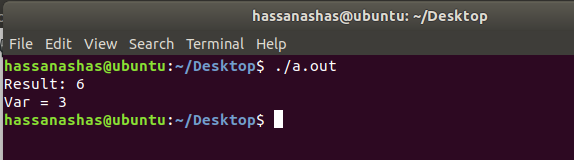 hassanashas@ubuntu: ~/Desktop
File Edit View Search Terminal Help
hassanashas@ubuntu:~/Desktop$ ./a.out
Result: 6
Var = 3
hassanashas@ubuntu:~/Desktop$